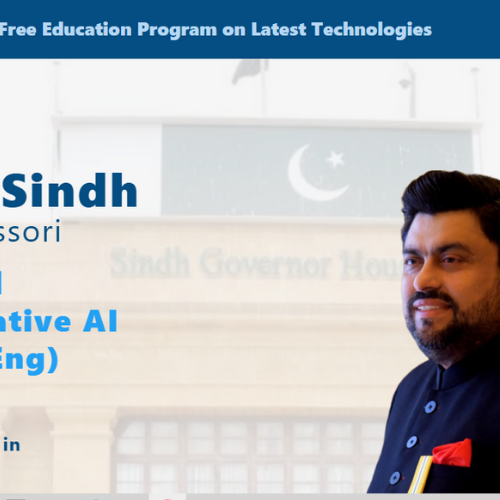 Free Education Program on Latest Technologies
Sindh
ssori
Sindh Governor Hou
ntive AI
Eng)
in